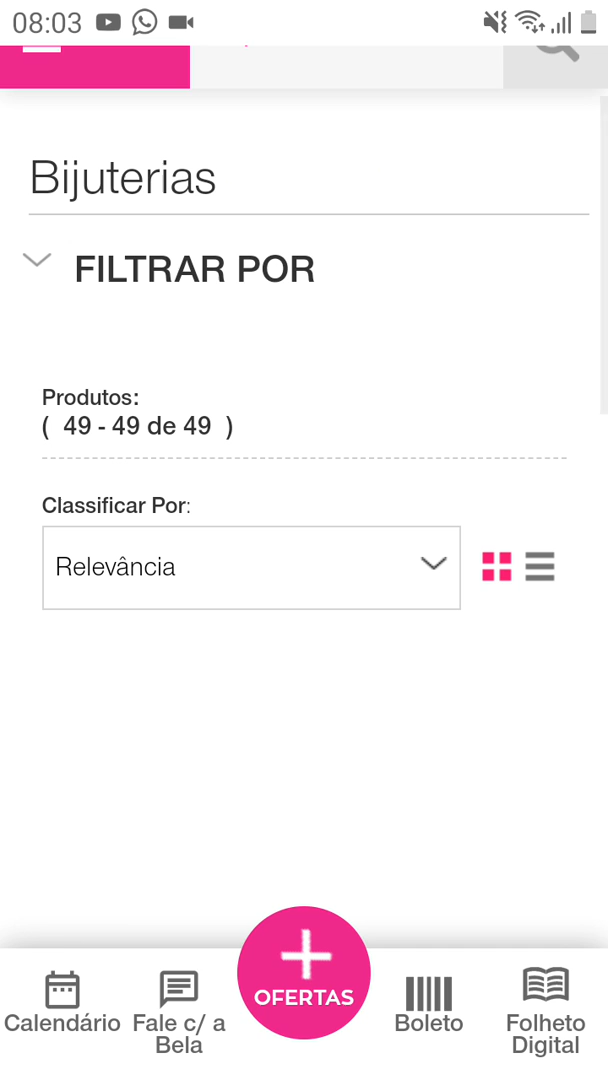 08:03
Bijuterias
FILTRAR POR
Produtos:
( 49 - 49 de 49 )
Classificar Por:
Relevância
OFERTAS
Calendário
Fale c/ a
Bela
Boleto
Folheto
Digital